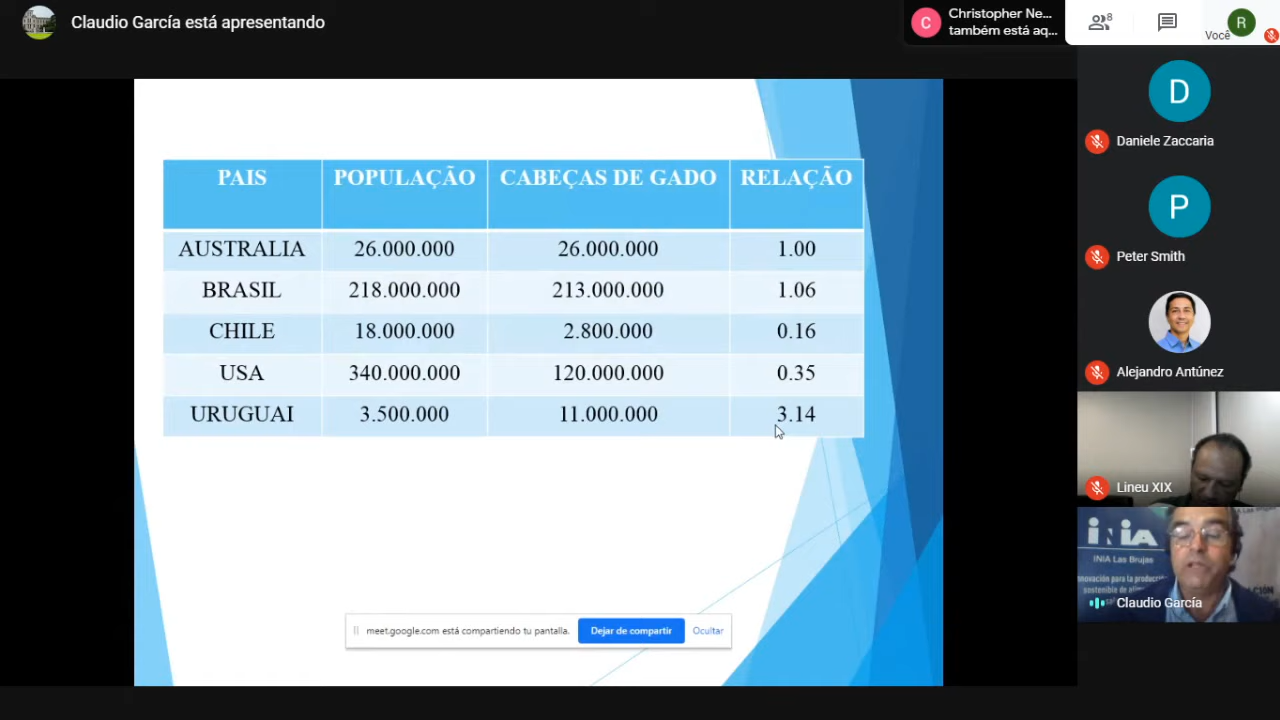 Claudio García está apresentando
Christopher Ne...
também está aq...
C
8
Você
R
PAIS POPULAÇÃO CABEÇAS DE GADO RELAÇÃO
AUSTRALIA 26.000.000 26.000.000 1.00
BRASIL 218.000.000 213.000.000 1.06
CHILE 18.000.000 2.800.000 0.16
USA 340.000.000 120.000.000 0.35
URUGUAI 3.500.000 11.000.000 3.14
meet.google.com está compartiendo tu pantalla. Dejar de compartir Ocultar
D
Daniele Zaccaria
P
Peter Smith
Alejandro Antúnez
Lineu XIX
INIA
INIA Las Brujas
Claudio García